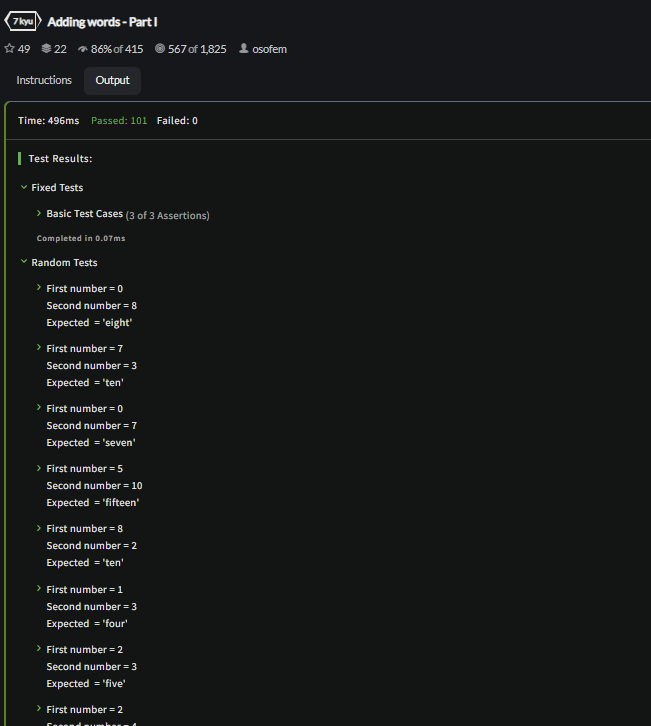 7 kyu Adding words - Part I
49 22 86% of 415 567 of 1,825 osofem
Instructions Output
Time: 496ms Passed: 101 Failed: 0
Test Results:
Fixed Tests
Basic Test Cases (3 of 3 Assertions)
Completed in 0.07ms
Random Tests
First number = 0
Second number = 8
Expected = 'eight'
First number = 7
Second number = 3
Expected = 'ten'
First number = 0
Second number = 7
Expected = 'seven'
First number = 5
Second number = 10
Expected = 'fifteen'
First number = 8
Second number = 2
Expected = 'ten'
First number = 1
Second number = 3
Expected = 'four'
First number = 2
Second number = 3
Expected = 'five'
First number = 2
Second number = 4